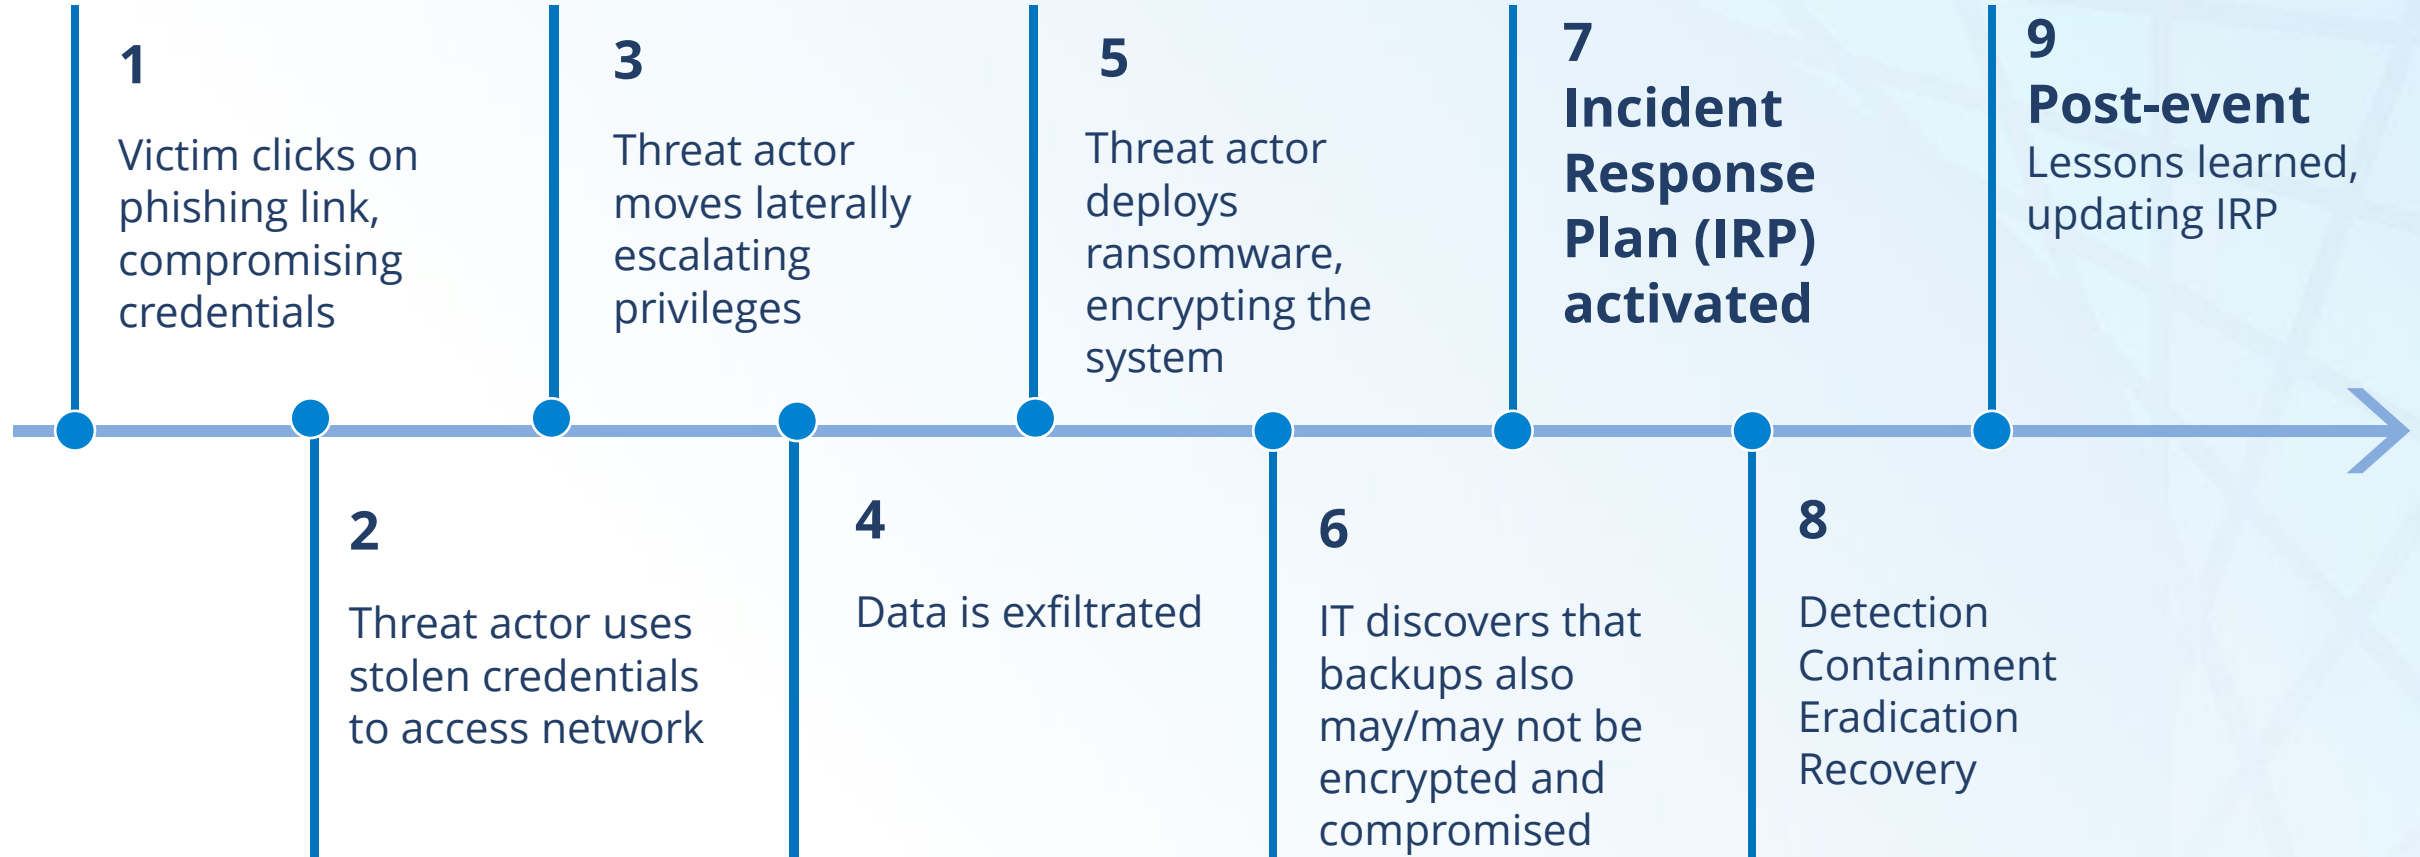 1
Victim clicks on
phishing link,
compromising
credentials
2
Threat actor uses
stolen credentials
to access network
3
Threat actor
moves laterally
escalating
privileges
4
Data is exfiltrated
5
Threat actor
deploys
ransomware,
encrypting the
system
6
IT discovers that
backups also
may/may not be
encrypted and
compromised
7
Incident
Response
Plan (IRP)
activated
8
Detection
Containment
Eradication
Recovery
9
Post-event
Lessons learned,
updating IRP